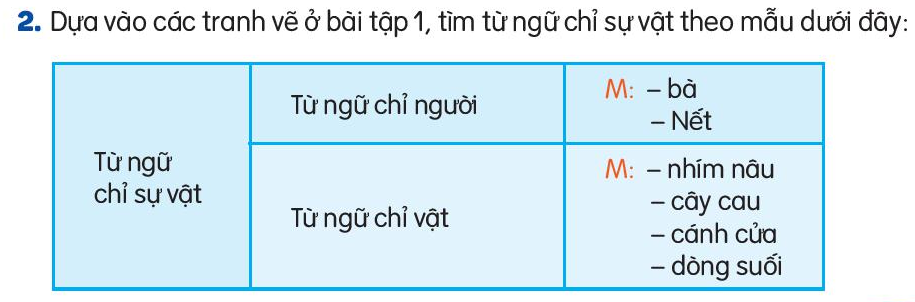 2. Dựa vào các tranh vẽ ở bài tập 1, tìm từ ngữ chỉ sự vật theo mẫu dưới đây:
Từ ngữ
chỉ sự vật
Từ ngữ chỉ người
M: – bà
– Nết
Từ ngữ chỉ vật
M: – nhím nâu
– cây cau
– cánh cửa
– dòng suối